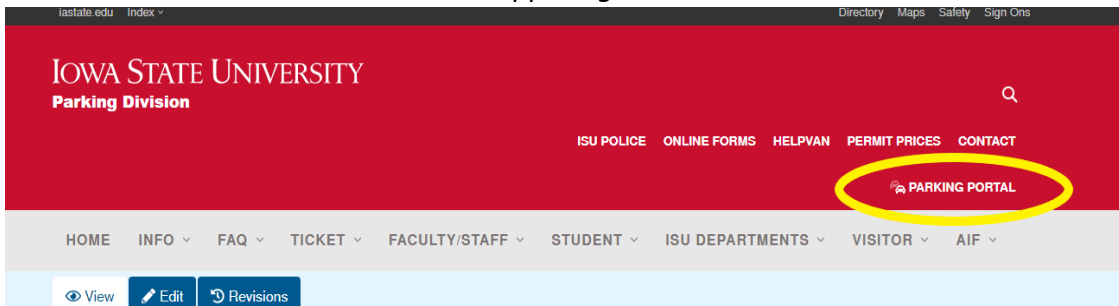 iastate.edu Index Directory Maps Safety Sign Ons
IOWA STATE UNIVERSITY
Parking Division
ISU POLICE ONLINE FORMS HELPVAN PERMIT PRICES CONTACT
PARKING PORTAL
HOME INFO FAQ TICKET FACULTY/STAFF STUDENT ISU DEPARTMENTS VISITOR AIF
View Edit Revisions